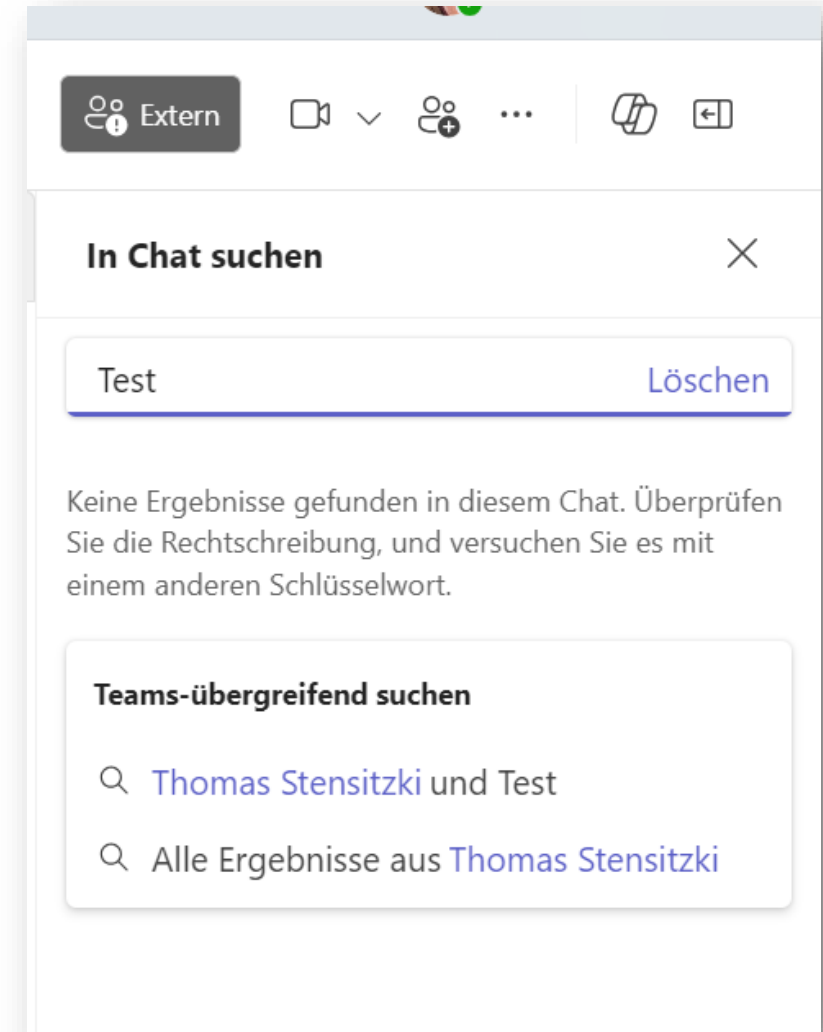 Extern
In Chat suchen
Test Löschen
Keine Ergebnisse gefunden in diesem Chat. Überprüfen
Sie die Rechtschreibung, und versuchen Sie es mit
einem anderen Schlüsselwort.
Teams-übergreifend suchen
Thomas Stensitzki und Test
Alle Ergebnisse aus Thomas Stensitzki